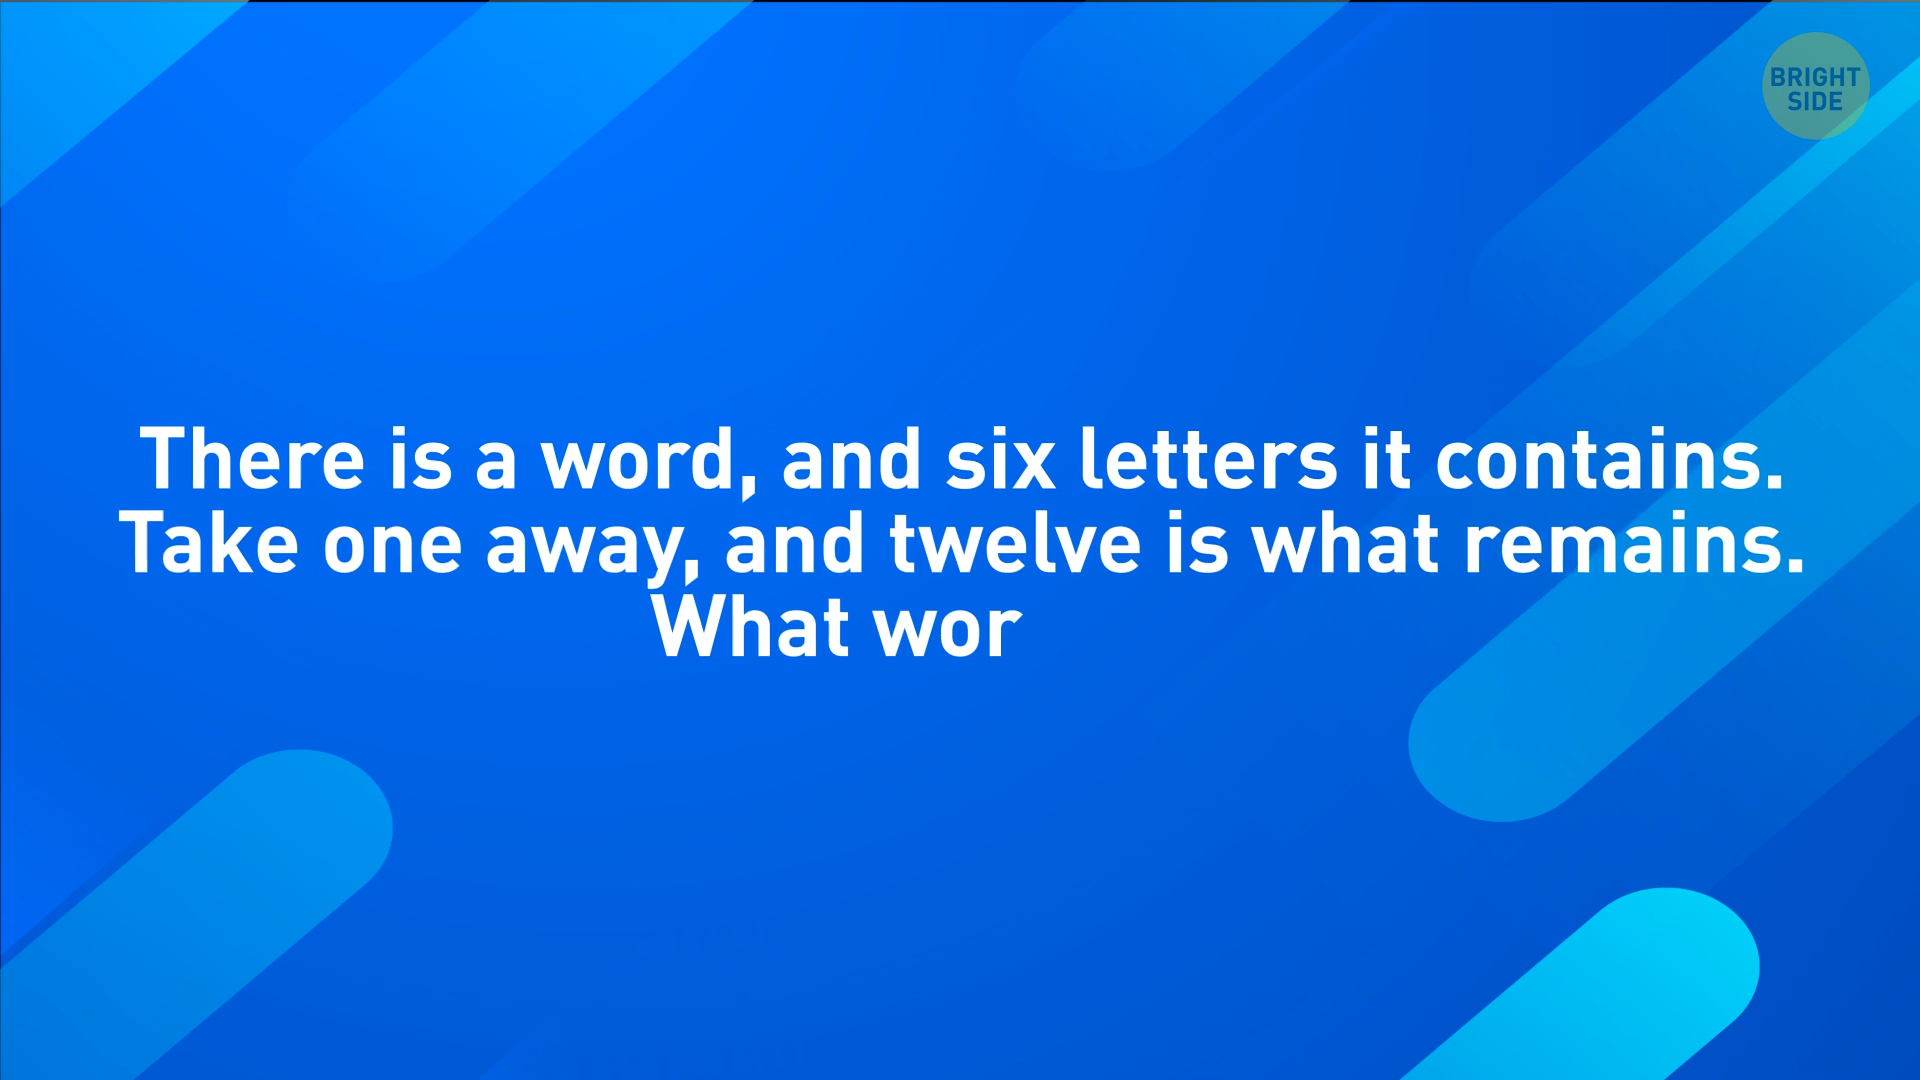 BRIGHT
SIDE
There is a word, and six letters it contains.
Take one away, and twelve is what remains.
What wor